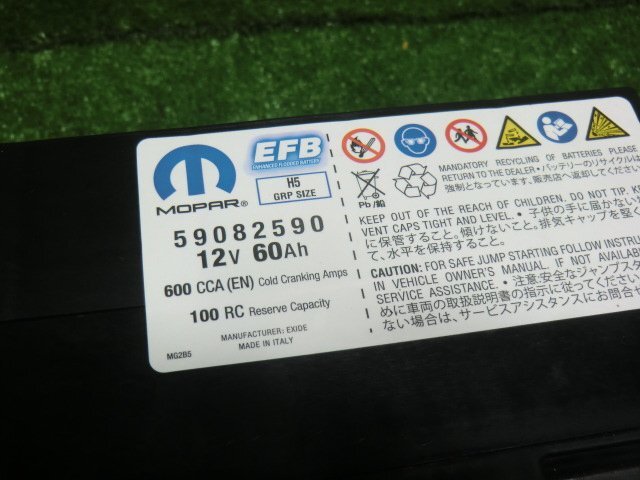 MOPAR®
EFB
ENHANCED FLOODED BATTERY
H5
GRP SIZE
59082590
12V 60Ah
600 CCA (EN) Cold Cranking Amps
100 RC Reserve Capacity
MANUFACTURER: EXIDE
MADE IN ITALY
MG2B5
Pb/鉛
MANDATORY RECYCLING OF BATTERIES PLEASE
RETURN TO THE DEALER・バッテリーのリサイクルは
強制となっています、販売店へ返却してください
KEEP OUT OF THE REACH OF CHILDREN. DO NOT TIP. K
VENT CAPS TIGHT AND LEVEL.・子供の手に届かない場
に保管すること。傾けないこと。排気キャップを堅く
て、水平を保持すること。
CAUTION: FOR SAFE JUMP STARTING FOLLOW INSTRU
IN VEHICLE OWNER'S MANUAL. IF NOT AVAILABL
SERVICE ASSISTANCE.・注意:安全なジャンプスタ
めに車両の取扱説明書の指示に従ってください
ない場合は、サービスアシスタンスにお問合